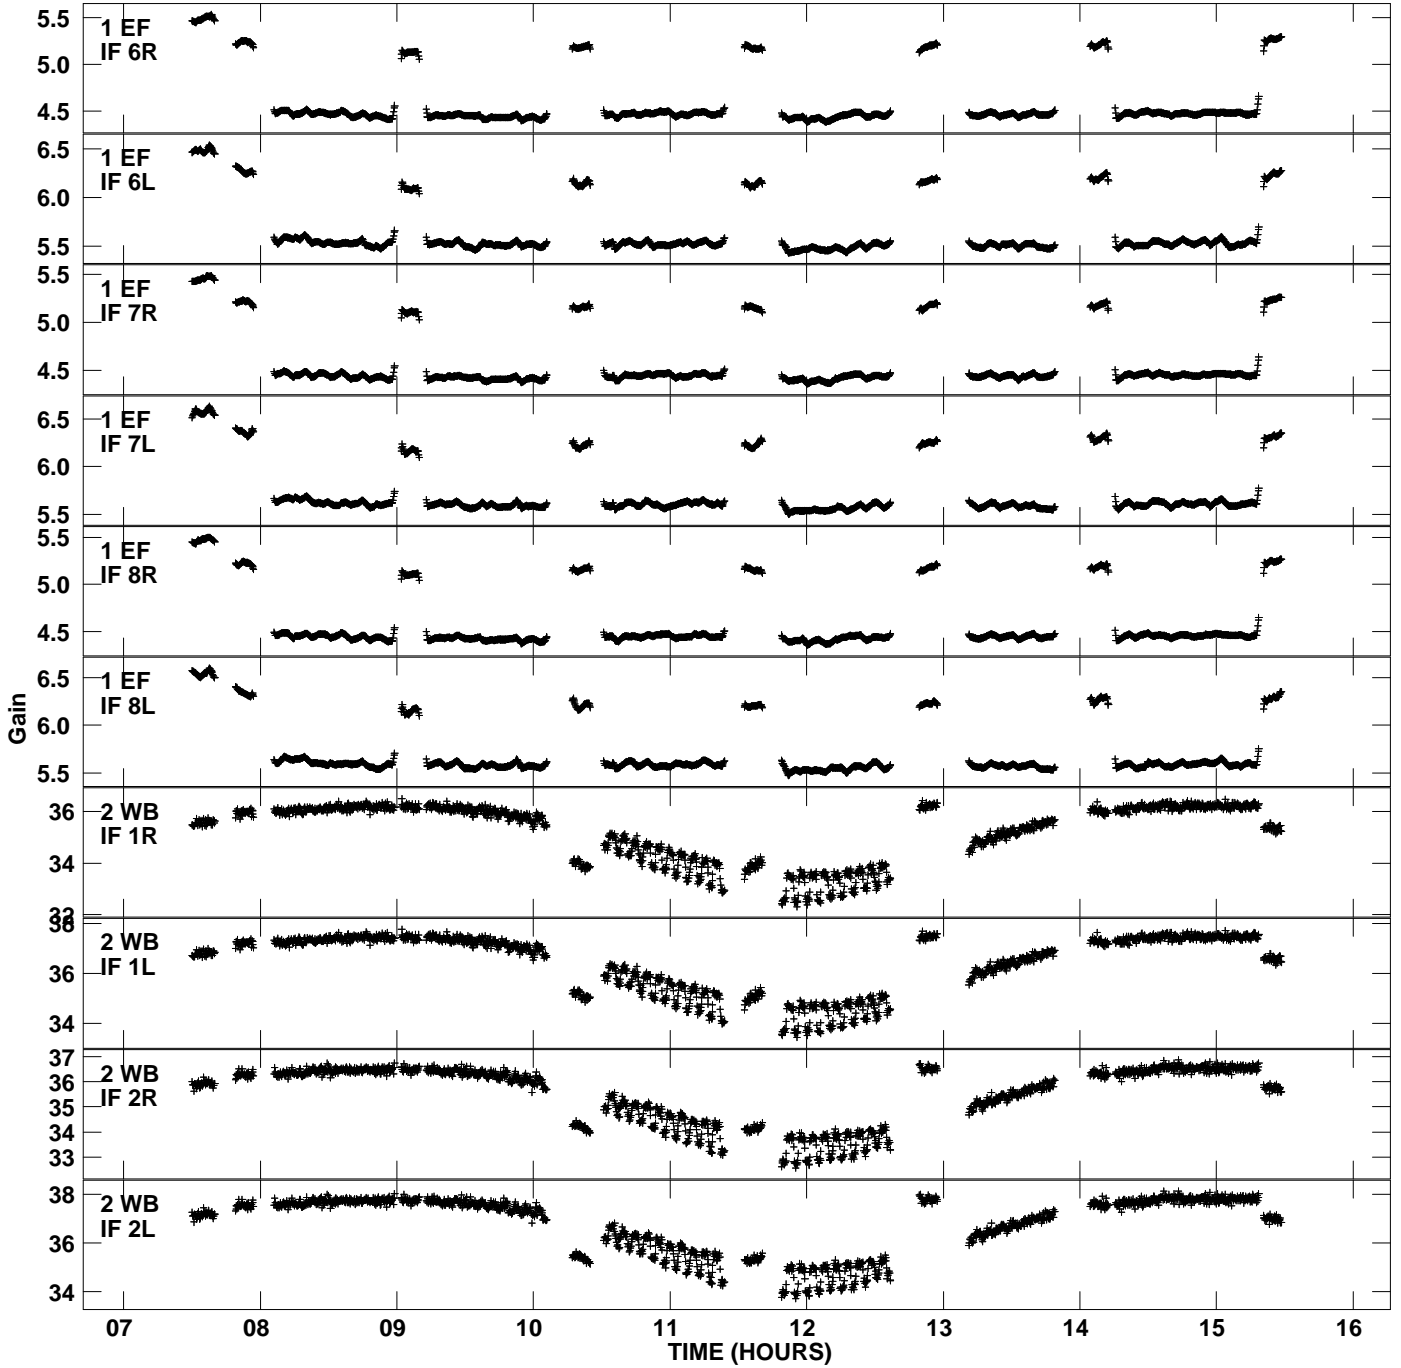 5.5
1 EF
IF 6R
5.0
4.5
6.5
1 EF
IF 6L
6.0
5.5
5.5
1 EF
IF 7R
5.0
4.5
6.5
1 EF
IF 7L
6.0
5.5
5.5
1 EF
IF 8R
5.0
4.5
6.5
1 EF
IF 8L
6.0
5.5
Gain
36
2 WB
IF 1R
34
32
38
2 WB
IF 1L
36
34
37
2 WB
IF 2R
36
35
34
33
38
2 WB
IF 2L
36
34
07 08 09 10 11 12 13 14 15 16
TIME (HOURS)